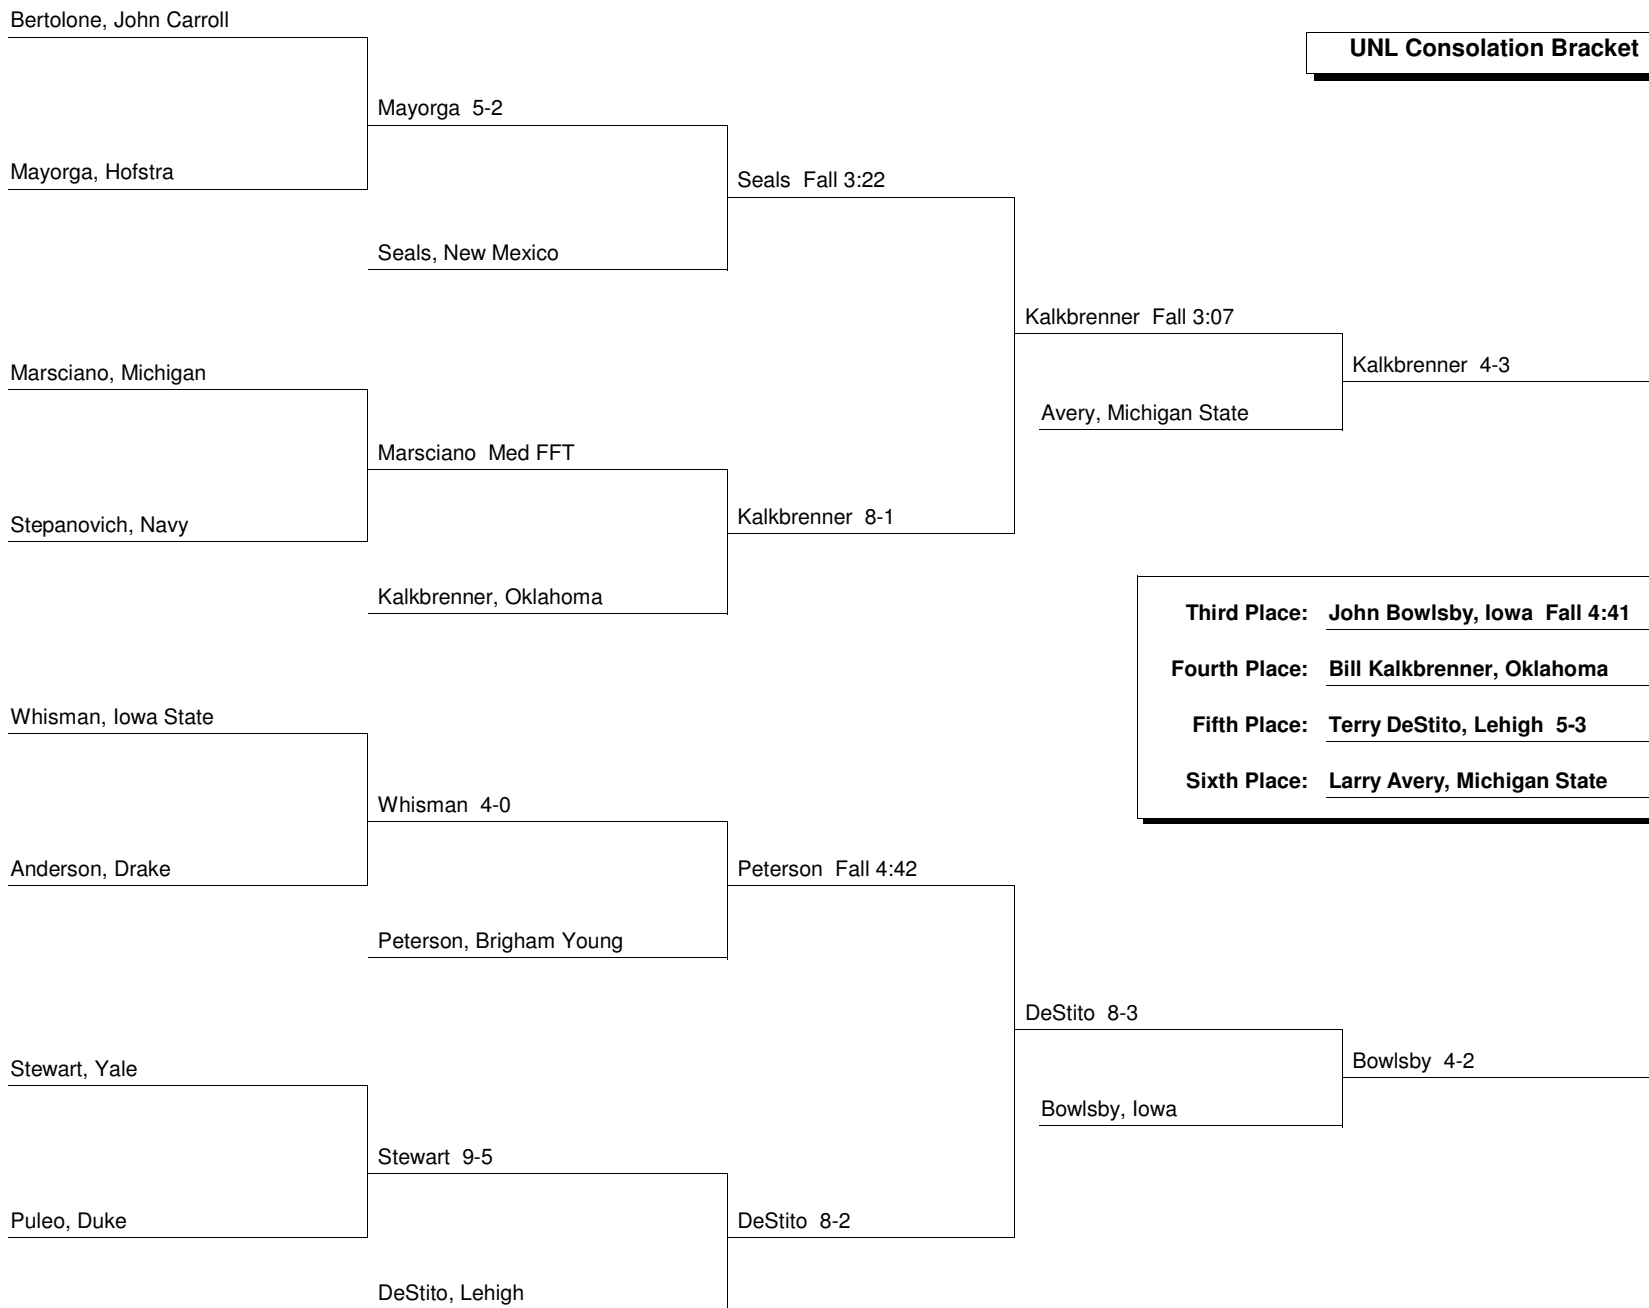 Bertolone, John Carroll
UNL Consolation Bracket
Mayorga 5-2
Mayorga, Hofstra
Seals Fall 3:22
Seals, New Mexico
Kalkbrenner Fall 3:07
Marsciano, Michigan
Kalkbrenner 4-3
Avery, Michigan State
Marsciano Med FFT
Stepanovich, Navy
Kalkbrenner 8-1
Kalkbrenner, Oklahoma
Third Place: John Bowlsby, Iowa Fall 4:41
Fourth Place: Bill Kalkbrenner, Oklahoma
Fifth Place: Terry DeStito, Lehigh 5-3
Sixth Place: Larry Avery, Michigan State
Whisman, Iowa State
Whisman 4-0
Anderson, Drake
Peterson Fall 4:42
Peterson, Brigham Young
DeStito 8-3
Stewart, Yale
Bowlsby 4-2
Bowlsby, Iowa
Stewart 9-5
Puleo, Duke
DeStito 8-2
DeStito, Lehigh